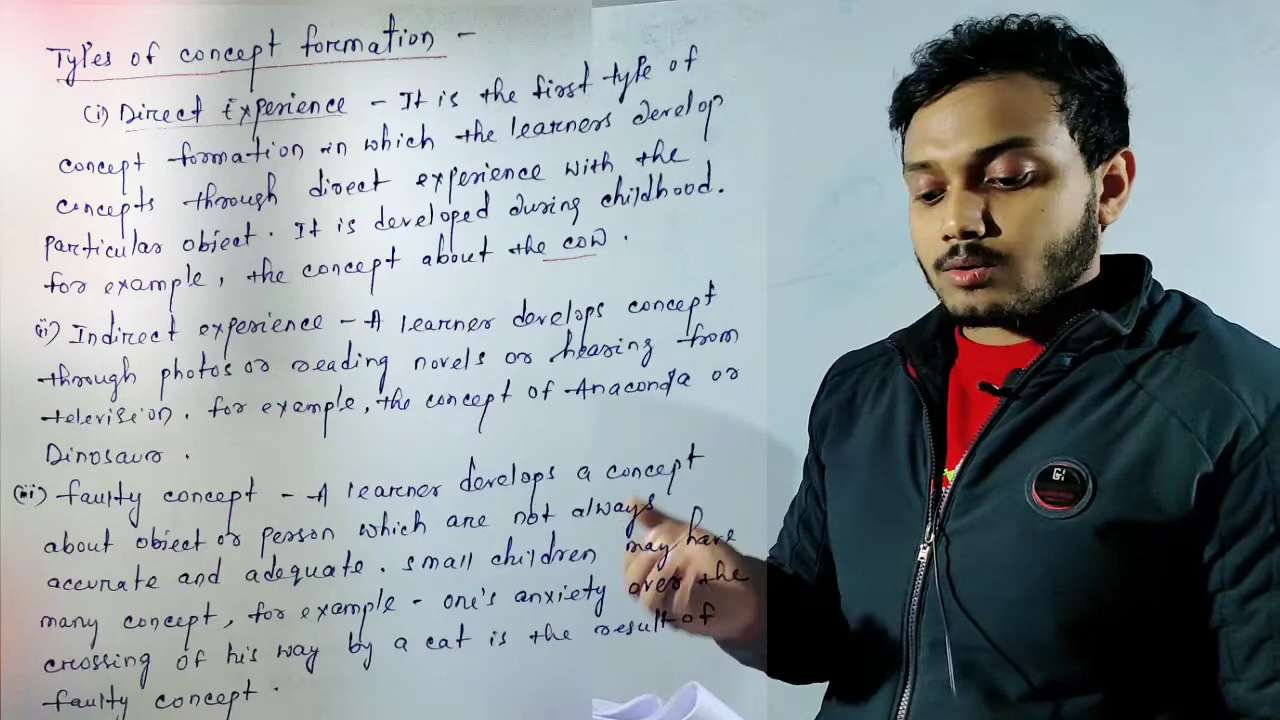 Types of concept formation -
(i) Direct Experience - It is the first type of
concept formation in which the learners develop
concepts through direct experience with the
particular object. It is developed during childhood.
for example, the concept about the cow.
(ii) Indirect experience - A learner develops concept
through photos or reading novels or hearing from
television. for example, the concept of Anaconda or
Dinosaur.
(iii) faulty concept - A learner develops a concept
about object or person which are not always
accurate and adequate. small children may have
many concept, for example - one's anxiety over the
crossing of his way by a cat is the result of
faulty concept.